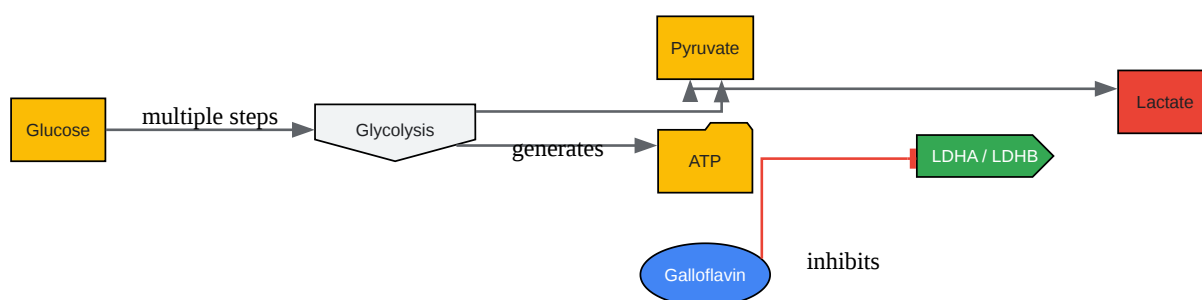 Pyruvate
Glucose
multiple steps
Glycolysis
generates
ATP
Lactate
LDHA / LDHB
Galloflavin
inhibits